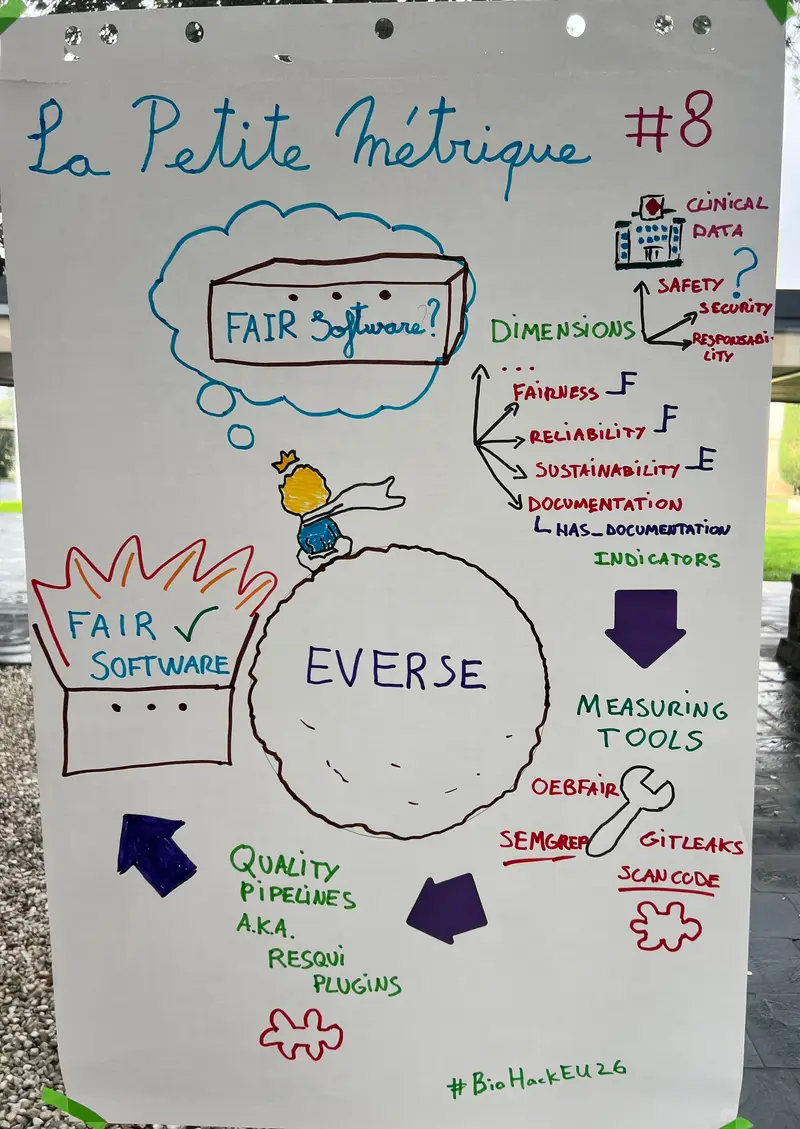 La Petite Métrique #8
CLINICAL
DATA
?
SAFETY
SECURITY
RESPONSABI-
LITY
FAIR Software?
DIMENSIONS
...
FAIRNESS
RELIABILITY
SUSTAINABILITY
DOCUMENTATION
HAS_DOCUMENTATION
INDICATORS
FAIR ✓
SOFTWARE
EVERSE
MEASURING
TOOLS
OEBFAIR
SEMGREP
GITLEAKS
SCANCODE
QUALITY
PIPELINES
A.K.A.
RESQUI
PLUGINS
#BioHackEU26